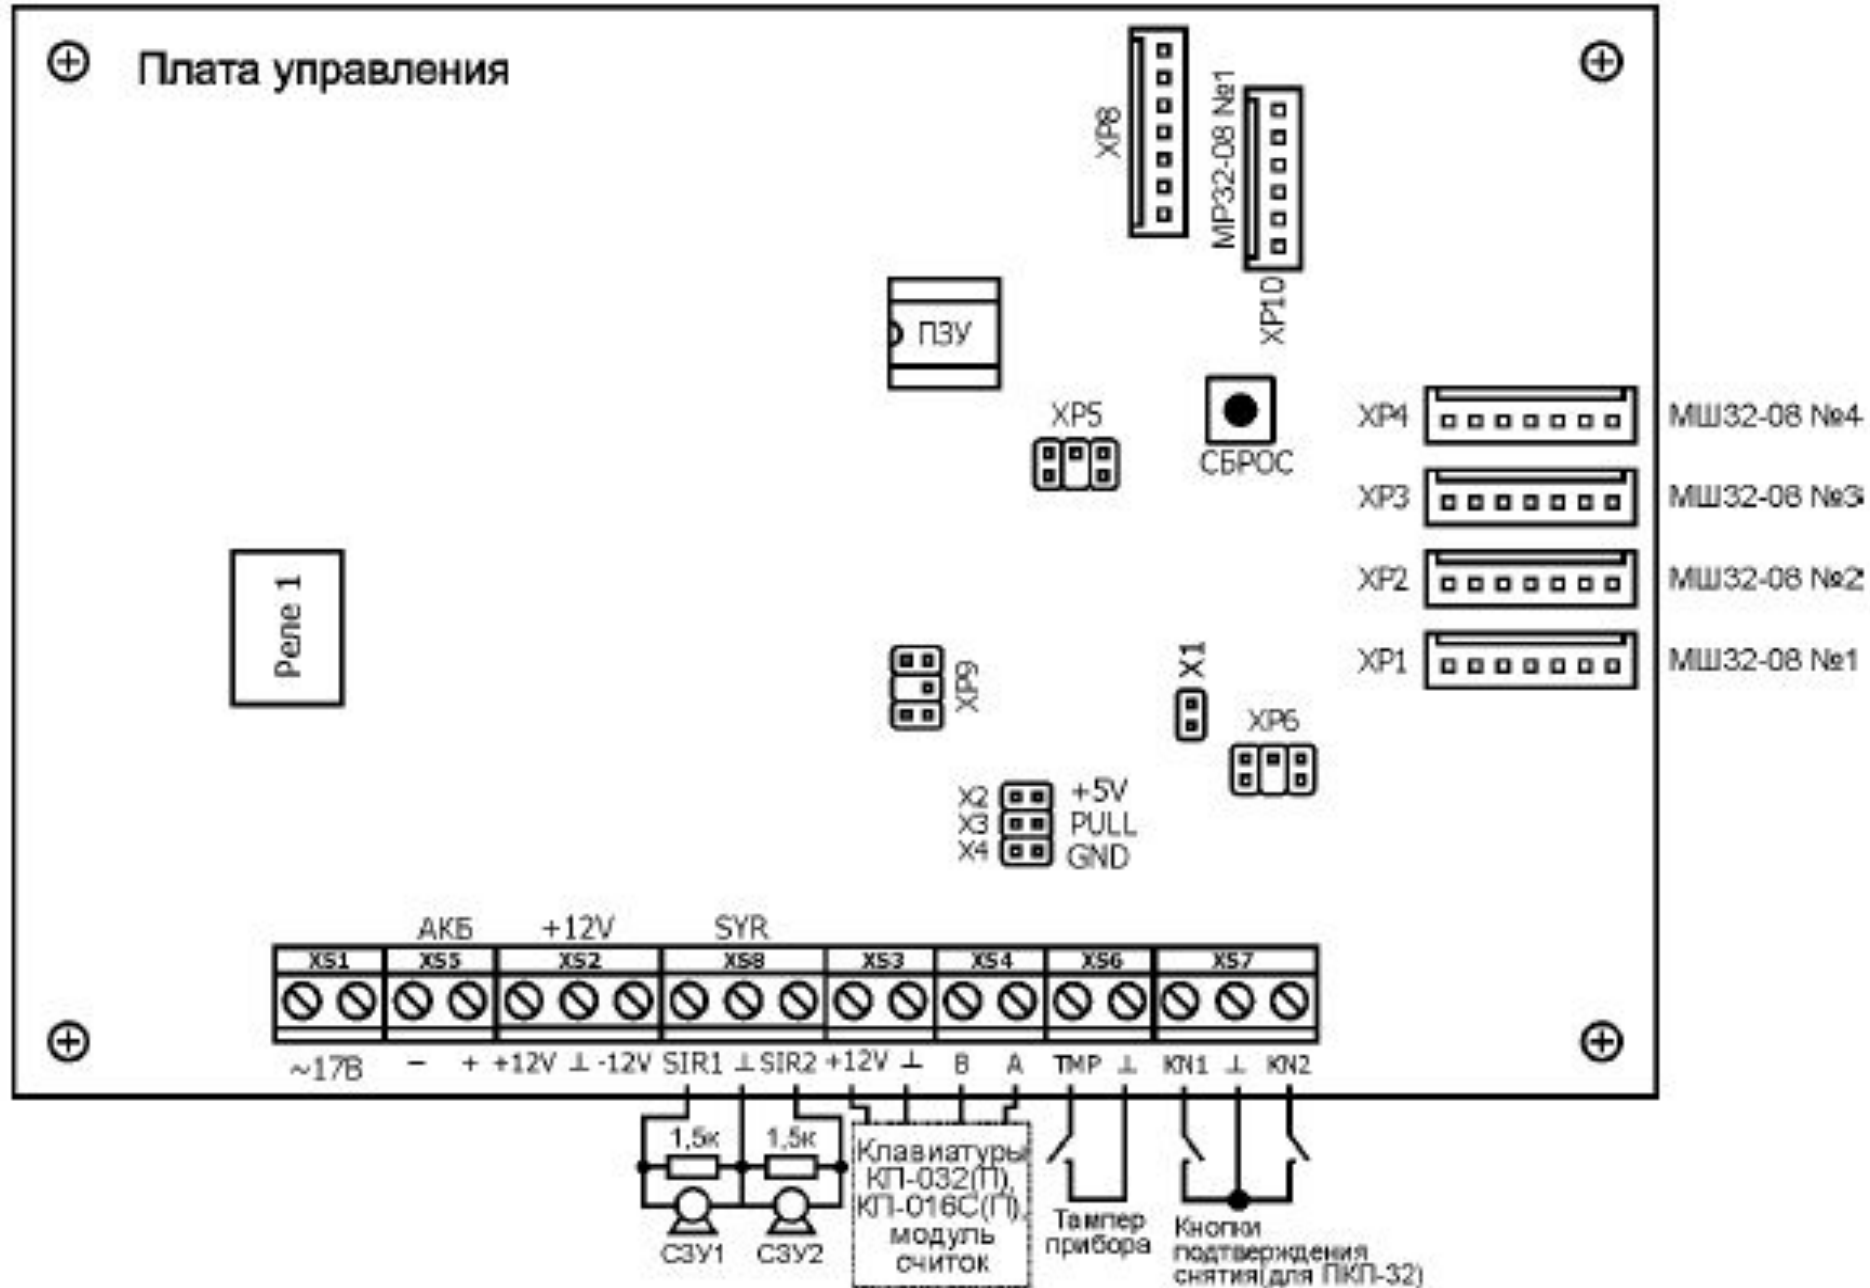 Плата управления
XP8
МР32-08 №1
XP10
ПЗУ
XP5
СБРОС
XP4
МШ32-08 №4
XP3
МШ32-08 №3
XP2
МШ32-08 №2
XP1
МШ32-08 №1
Реле 1
XP9
X1
XP6
X2 +5V
X3 PULL
X4 GND
АКБ +12V SYR
XS1 XS5 XS2 XS8 XS3 XS4 XS6 XS7
~17В − + +12V ⊥ -12V SIR1 ⊥ SIR2 +12V ⊥ B A TMP ⊥ KN1 ⊥ KN2
1,5к 1,5к
СЗУ1 СЗУ2
Клавиатуры
КП-032(П),
КП-016С(П),
модуль
считок
Тампер
прибора
Кнопки
подтверждения
снятия(для ПКП-32)